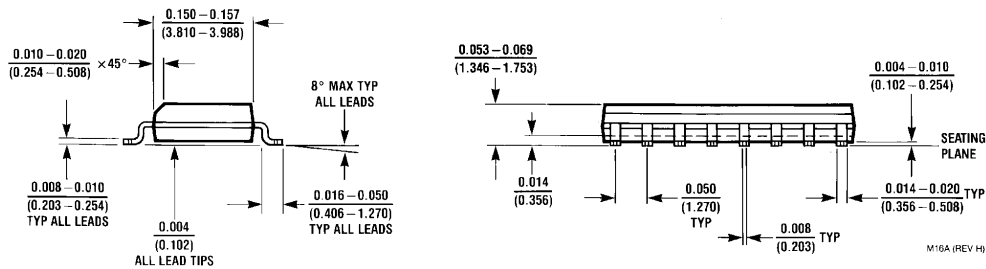 0.150 – 0.157
(3.810 – 3.988)
0.010 – 0.020
(0.254 – 0.508)
×45°
8° MAX TYP
ALL LEADS
0.008 – 0.010
(0.203 – 0.254)
TYP ALL LEADS
0.004
(0.102)
ALL LEAD TIPS
0.016 – 0.050
(0.406 – 1.270)
TYP ALL LEADS
0.053 – 0.069
(1.346 – 1.753)
0.004 – 0.010
(0.102 – 0.254)
SEATING
PLANE
0.014
(0.356)
0.050
(1.270)
TYP
0.008
(0.203)
TYP
0.014 – 0.020
(0.356 – 0.508)
TYP
M16A (REV H)